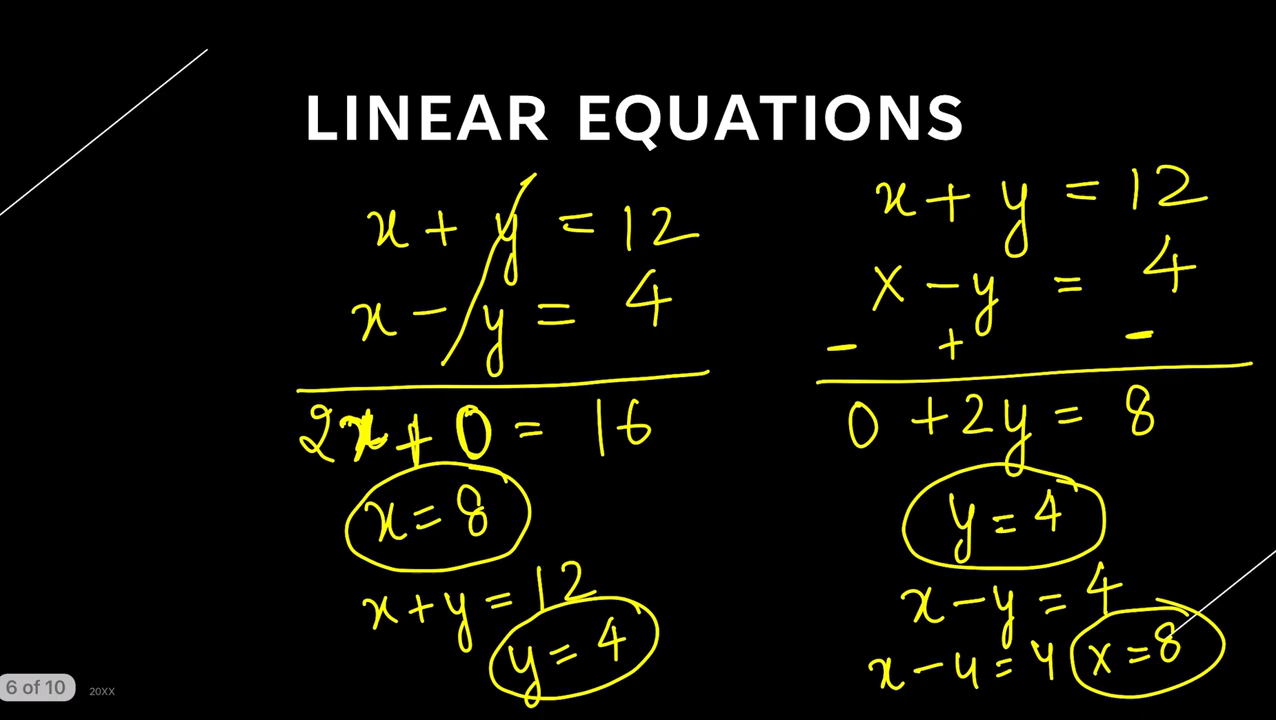 LINEAR EQUATIONS
x + y = 12
x - y = 4
2x + 0 = 16
x = 8
x + y = 12
y = 4
x + y = 12
x - y = 4
- + -
0 + 2y = 8
y = 4
x - y = 4
x - 4 = 4 x = 8
6 of 10
20XX